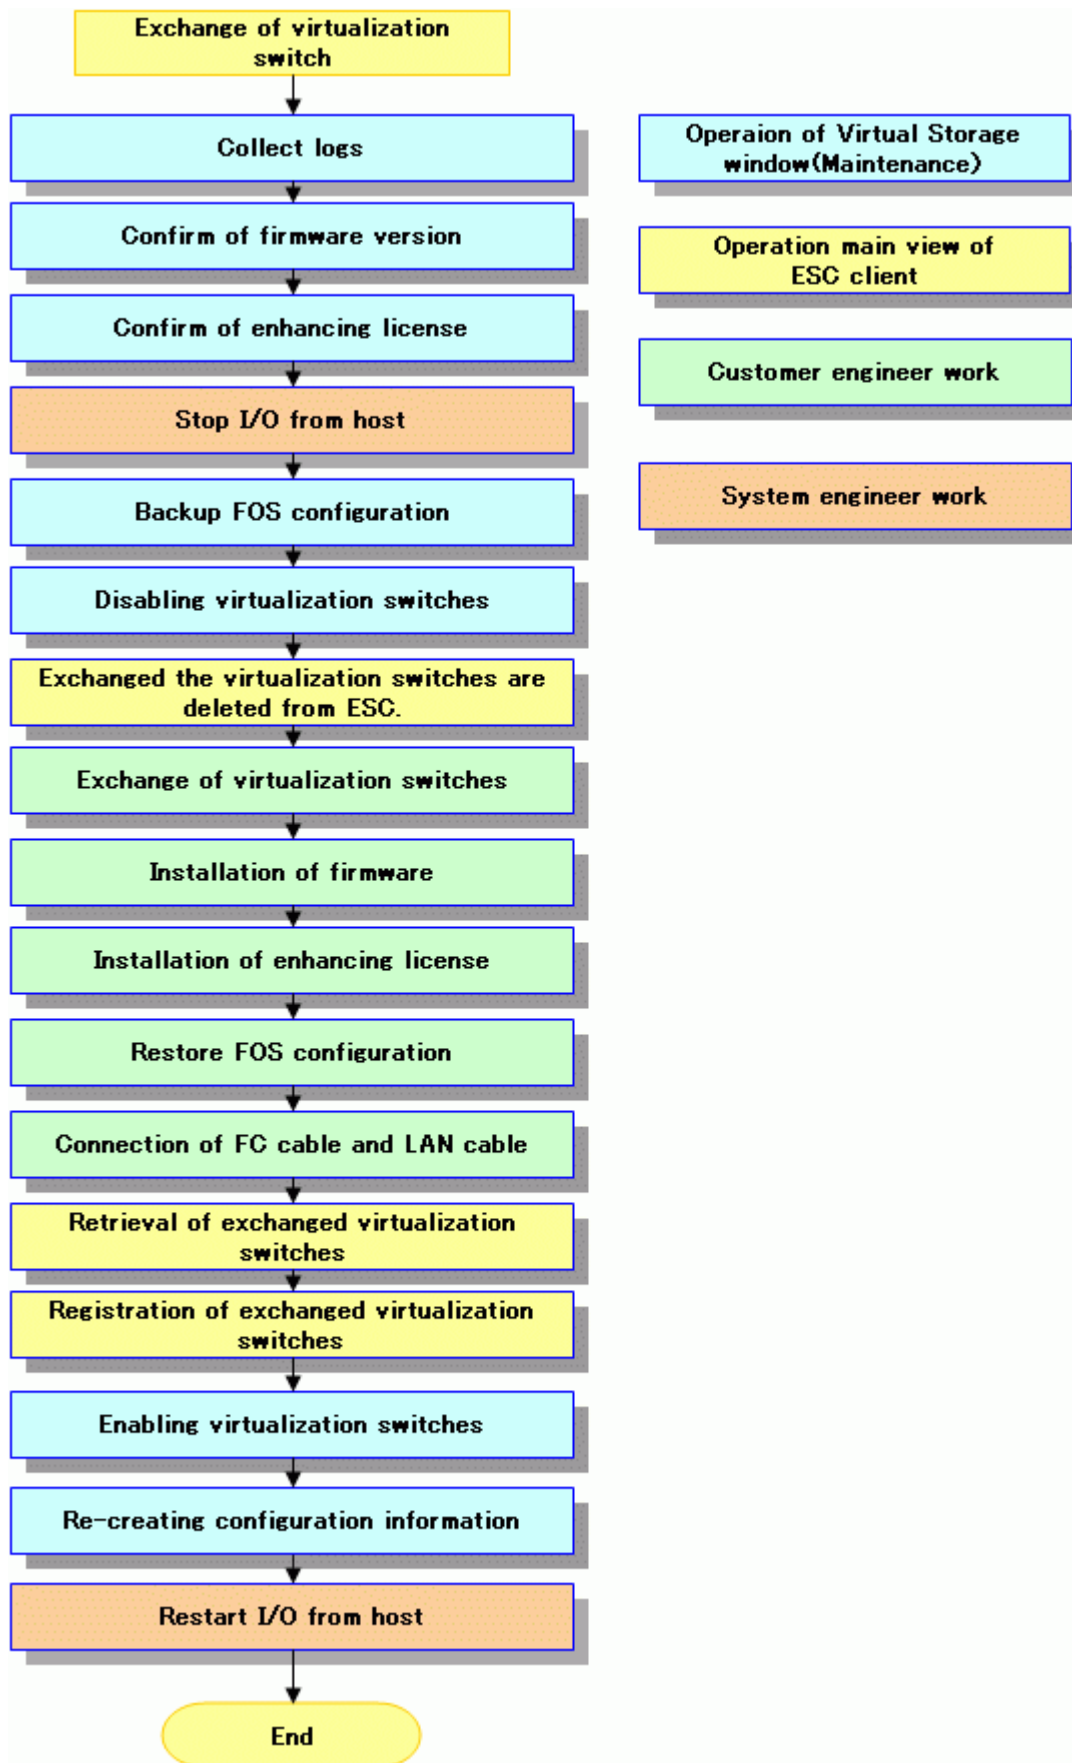 Exchange of virtualization
switch
Collect logs
Confirm of firmware version
Confirm of enhancing license
Stop I/O from host
Backup FOS configuration
Disabling virtualization switches
Exchanged the virtualization switches are
deleted from ESC.
Exchange of virtualization switches
Installation of firmware
Installation of enhancing license
Restore FOS configuration
Connection of FC cable and LAN cable
Retrieval of exchanged virtualization
switches
Registration of exchanged virtualization
switches
Enabling virtualization switches
Re-creating configuration information
Restart I/O from host
End
Operaion of Virtual Storage
window(Maintenance)
Operation main view of
ESC client
Customer engineer work
System engineer work